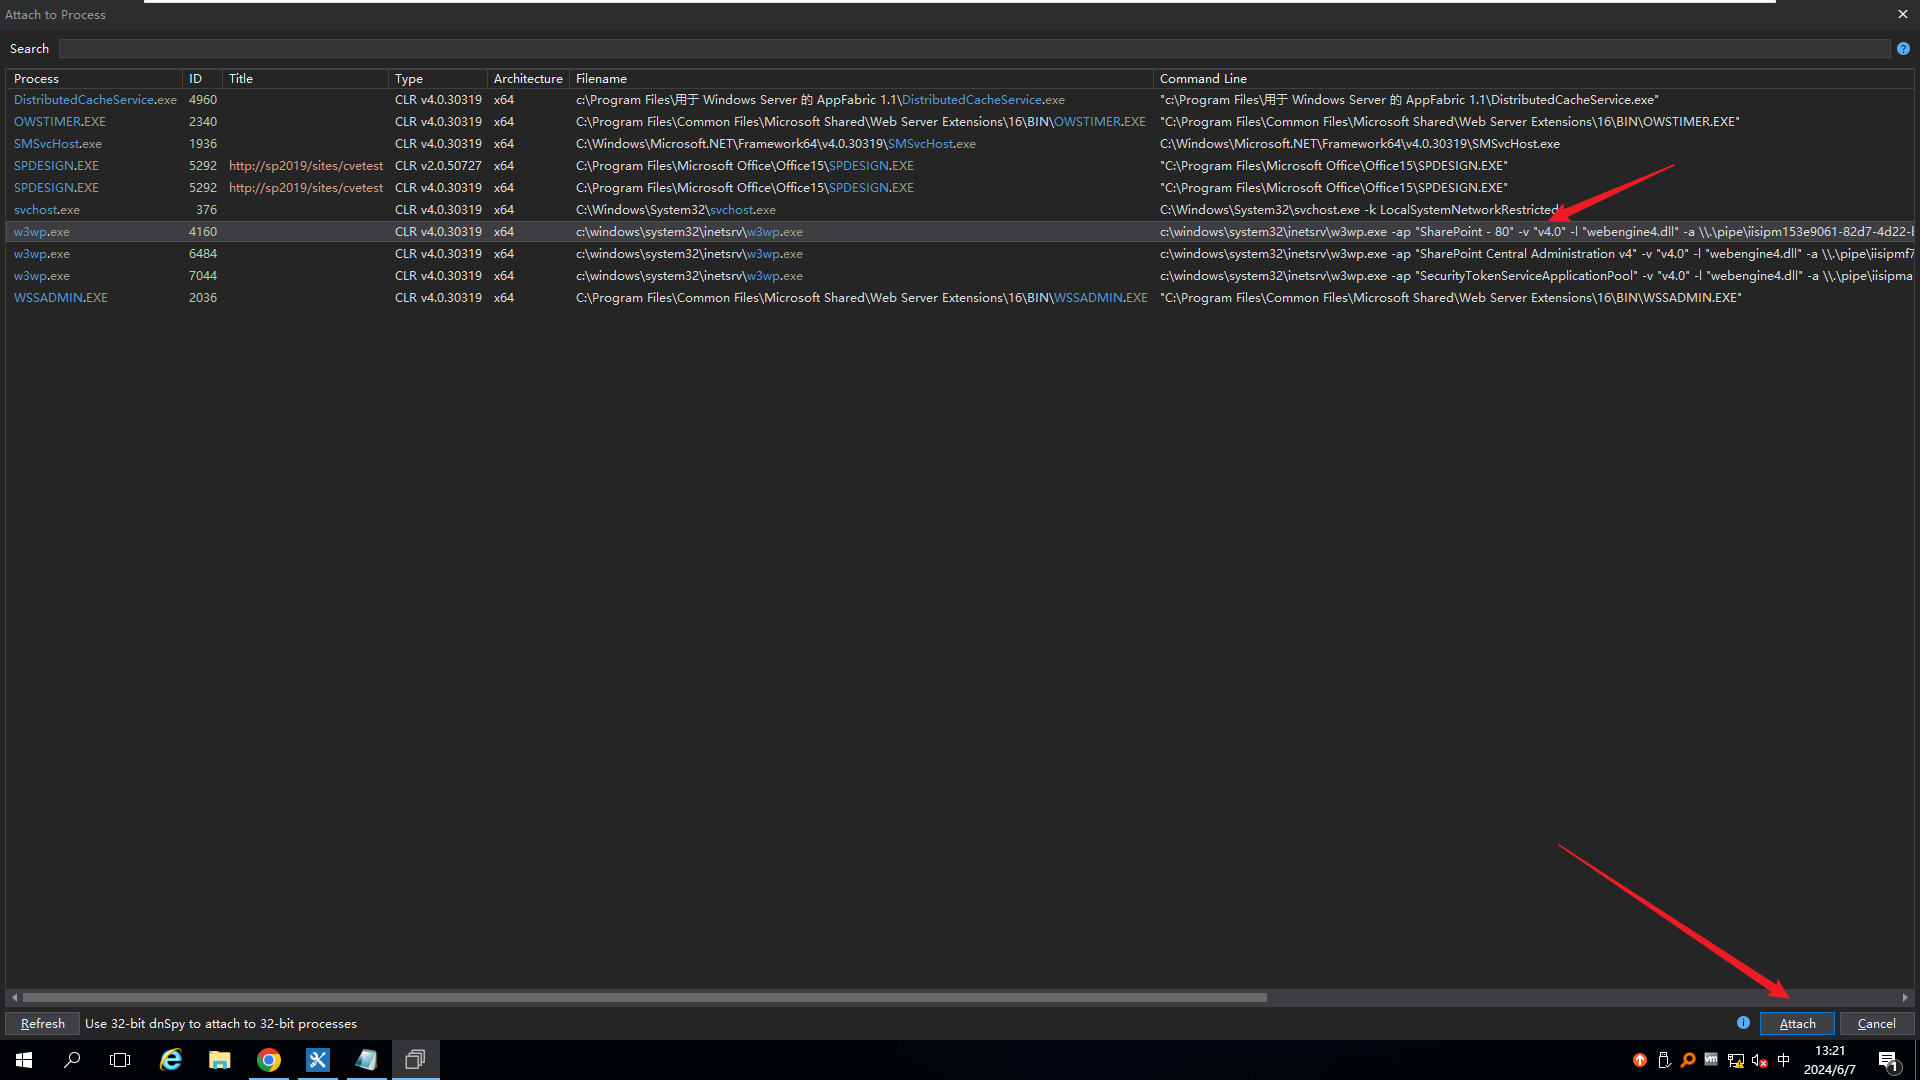 Attach to Process
Search
Process ID Title Type Architecture Filename Command Line
DistributedCacheService.exe 4960 CLR v4.0.30319 x64 c:\Program Files\用于 Windows Server 的 AppFabric 1.1\DistributedCacheService.exe "c:\Program Files\用于 Windows Server 的 AppFabric 1.1\DistributedCacheService.exe"
OWSTIMER.EXE 2340 CLR v4.0.30319 x64 C:\Program Files\Common Files\Microsoft Shared\Web Server Extensions\16\BIN\OWSTIMER.EXE "C:\Program Files\Common Files\Microsoft Shared\Web Server Extensions\16\BIN\OWSTIMER.EXE"
SMSvcHost.exe 1936 CLR v4.0.30319 x64 C:\Windows\Microsoft.NET\Framework64\v4.0.30319\SMSvcHost.exe C:\Windows\Microsoft.NET\Framework64\v4.0.30319\SMSvcHost.exe
SPDESIGN.EXE 5292 http://sp2019/sites/cvetest CLR v2.0.50727 x64 C:\Program Files\Microsoft Office\Office15\SPDESIGN.EXE "C:\Program Files\Microsoft Office\Office15\SPDESIGN.EXE"
SPDESIGN.EXE 5292 http://sp2019/sites/cvetest CLR v4.0.30319 x64 C:\Program Files\Microsoft Office\Office15\SPDESIGN.EXE "C:\Program Files\Microsoft Office\Office15\SPDESIGN.EXE"
svchost.exe 376 CLR v4.0.30319 x64 C:\Windows\System32\svchost.exe C:\Windows\System32\svchost.exe -k LocalSystemNetworkRestricted
w3wp.exe 4160 CLR v4.0.30319 x64 c:\windows\system32\inetsrv\w3wp.exe c:\windows\system32\inetsrv\w3wp.exe -ap "SharePoint - 80" -v "v4.0" -l "webengine4.dll" -a \\.\pipe\iisipm153e9061-82d7-4d22-b
w3wp.exe 6484 CLR v4.0.30319 x64 c:\windows\system32\inetsrv\w3wp.exe c:\windows\system32\inetsrv\w3wp.exe -ap "SharePoint Central Administration v4" -v "v4.0" -l "webengine4.dll" -a \\.\pipe\iisipmf7
w3wp.exe 7044 CLR v4.0.30319 x64 c:\windows\system32\inetsrv\w3wp.exe c:\windows\system32\inetsrv\w3wp.exe -ap "SecurityTokenServiceApplicationPool" -v "v4.0" -l "webengine4.dll" -a \\.\pipe\iisipma
WSSADMIN.EXE 2036 CLR v4.0.30319 x64 C:\Program Files\Common Files\Microsoft Shared\Web Server Extensions\16\BIN\WSSADMIN.EXE "C:\Program Files\Common Files\Microsoft Shared\Web Server Extensions\16\BIN\WSSADMIN.EXE"
Refresh Use 32-bit dnSpy to attach to 32-bit processes Attach Cancel
vm 中 13:21 1
2024/6/7